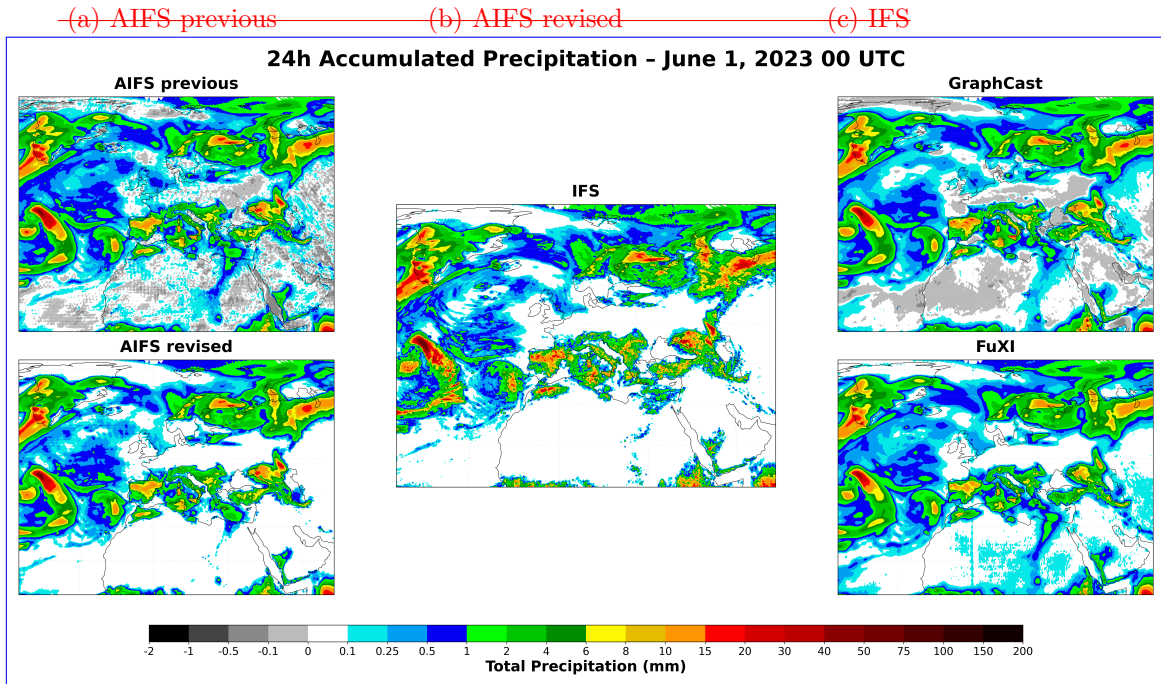 (a) AIFS previous (b) AIFS revised (c) IFS
24h Accumulated Precipitation – June 1, 2023 00 UTC
AIFS previous
GraphCast
IFS
AIFS revised
FuXI
-2 -1 -0.5 -0.1 0 0.1 0.25 0.5 1 2 4 6 8 10 15 20 30 40 50 75 100 150 200
Total Precipitation (mm)